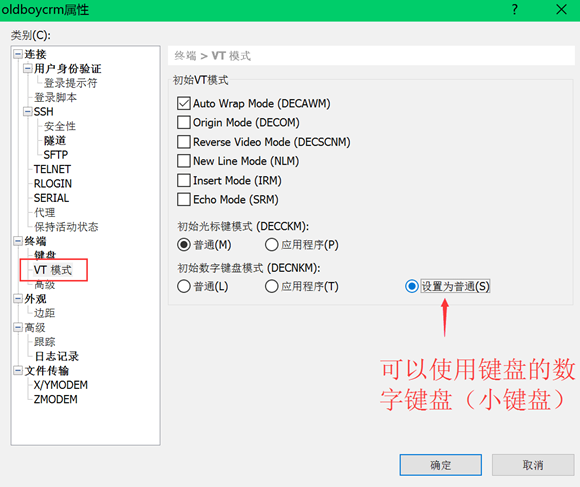 oldboycrm属性
?
类别(C):
连接
用户身份验证
登录提示符
登录脚本
SSH
安全性
隧道
SFTP
TELNET
RLOGIN
SERIAL
代理
保持活动状态
终端
键盘
VT 模式
高级
外观
边距
高级
跟踪
日志记录
文件传输
X/YMODEM
ZMODEM
终端 > VT 模式
初始VT模式
Auto Wrap Mode (DECAWM)
Origin Mode (DECOM)
Reverse Video Mode (DECSCNM)
New Line Mode (NLM)
Insert Mode (IRM)
Echo Mode (SRM)
初始光标键模式 (DECCKM):
普通(M) 应用程序(P)
初始数字键盘模式 (DECNKM):
普通(L) 应用程序(T) 设置为普通(S)
可以使用键盘的数
字键盘（小键盘）
确定 取消